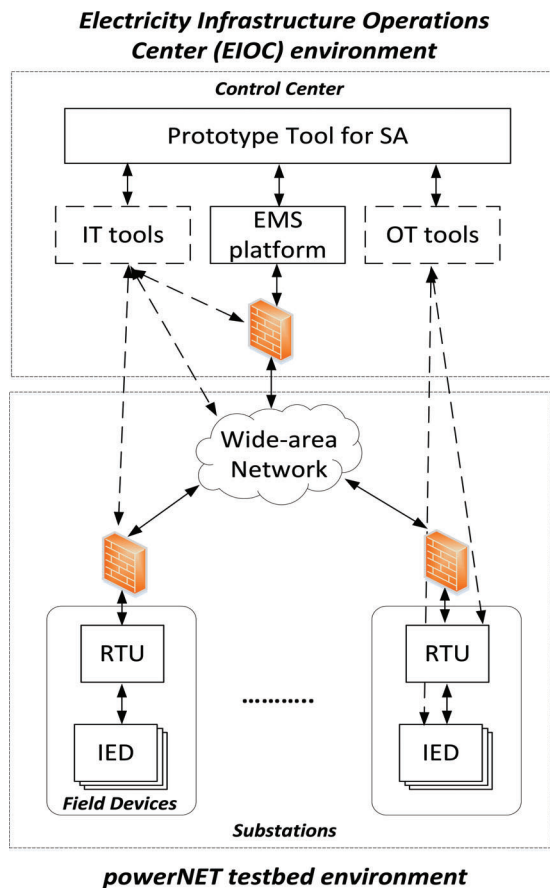 Electricity Infrastructure Operations
Center (EIOC) environment
Control Center
Prototype Tool for SA
IT tools
EMS
platform
OT tools
Wide-area
Network
RTU
RTU
............
IED
IED
Field Devices
Substations
powerNET testbed environment